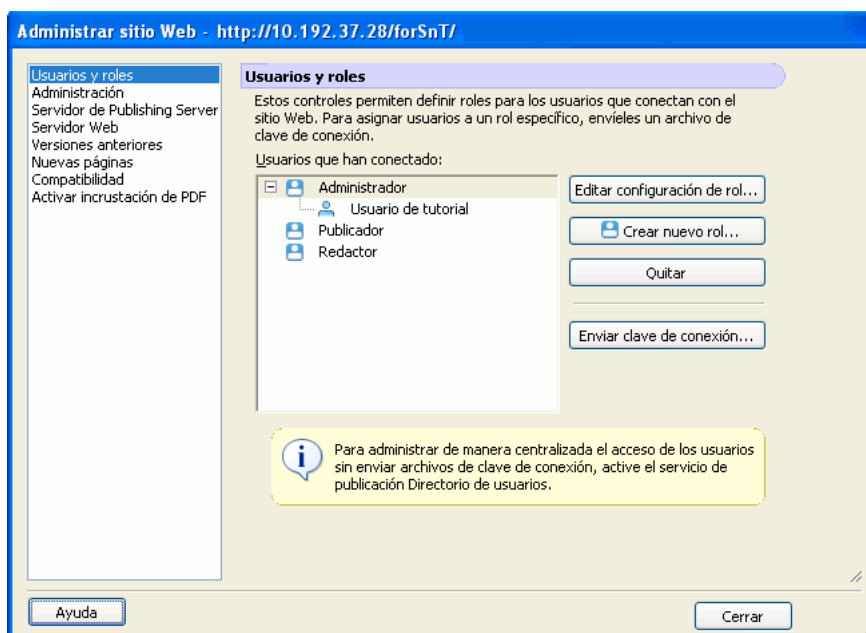 Administrar sitio Web - http://10.192.37.28/forSnT/
Usuarios y roles
Administración
Servidor de Publishing Server
Servidor Web
Versiones anteriores
Nuevas páginas
Compatibilidad
Activar incrustación de PDF
Usuarios y roles
Estos controles permiten definir roles para los usuarios que conectan con el
sitio Web. Para asignar usuarios a un rol específico, envíeles un archivo de
clave de conexión.
Usuarios que han conectado:
Administrador
Usuario de tutorial
Publicador
Redactor
Editar configuración de rol...
Crear nuevo rol...
Quitar
Enviar clave de conexión...
Para administrar de manera centralizada el acceso de los usuarios
sin enviar archivos de clave de conexión, active el servicio de
publicación Directorio de usuarios.
Ayuda
Cerrar